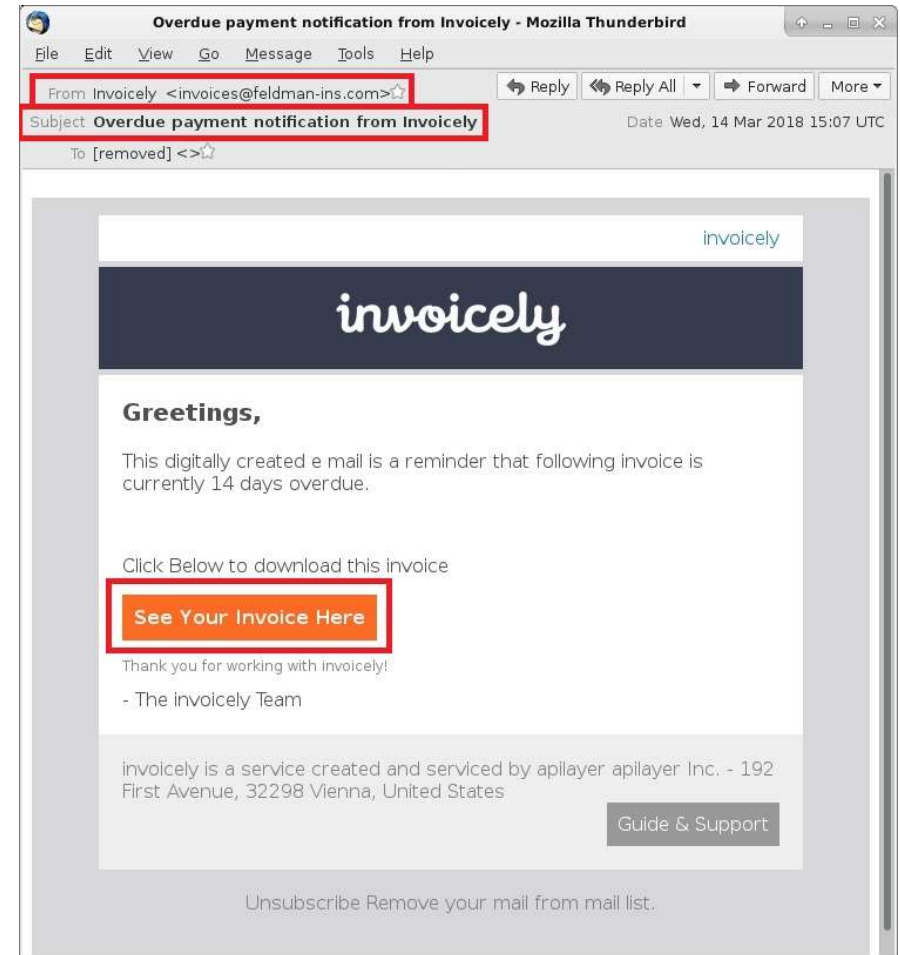 Overdue payment notification from Invoicely - Mozilla Thunderbird
File Edit View Go Message Tools Help
From Invoicely <invoices@feldman-ins.com> Reply Reply All Forward More
Subject Overdue payment notification from Invoicely Date Wed, 14 Mar 2018 15:07 UTC
To [removed] <>
invoicely
invoicely
Greetings,
This digitally created e mail is a reminder that following invoice is
currently 14 days overdue.
Click Below to download this invoice
See Your Invoice Here
Thank you for working with invoicely!
- The invoicely Team
invoicely is a service created and serviced by apilayer apilayer Inc. - 192
First Avenue, 32298 Vienna, United States
Guide & Support
Unsubscribe Remove your mail from mail list.